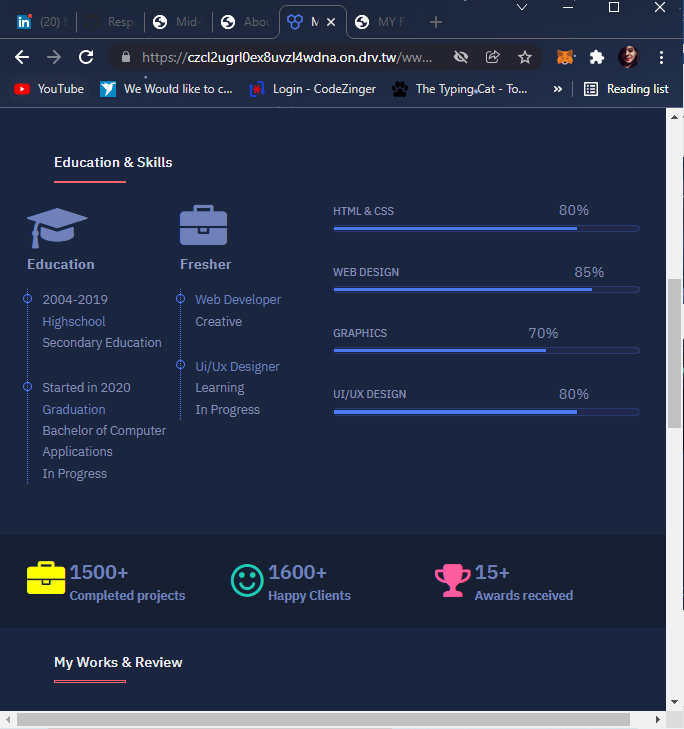 (20)
Respo
Mid-
Abou
M
MY F
https://czcl2ugrl0ex8uvzl4wdna.on.drv.tw/ww...
YouTube
We Would like to c...
Login - CodeZinger
The Typing Cat - To...
»
Reading list
Education & Skills
Education
2004-2019
Highschool
Secondary Education
Started in 2020
Graduation
Bachelor of Computer
Applications
In Progress
Fresher
Web Developer
Creative
Ui/Ux Designer
Learning
In Progress
HTML & CSS 80%
WEB DESIGN 85%
GRAPHICS 70%
UI/UX DESIGN 80%
1500+
Completed projects
1600+
Happy Clients
15+
Awards received
My Works & Review